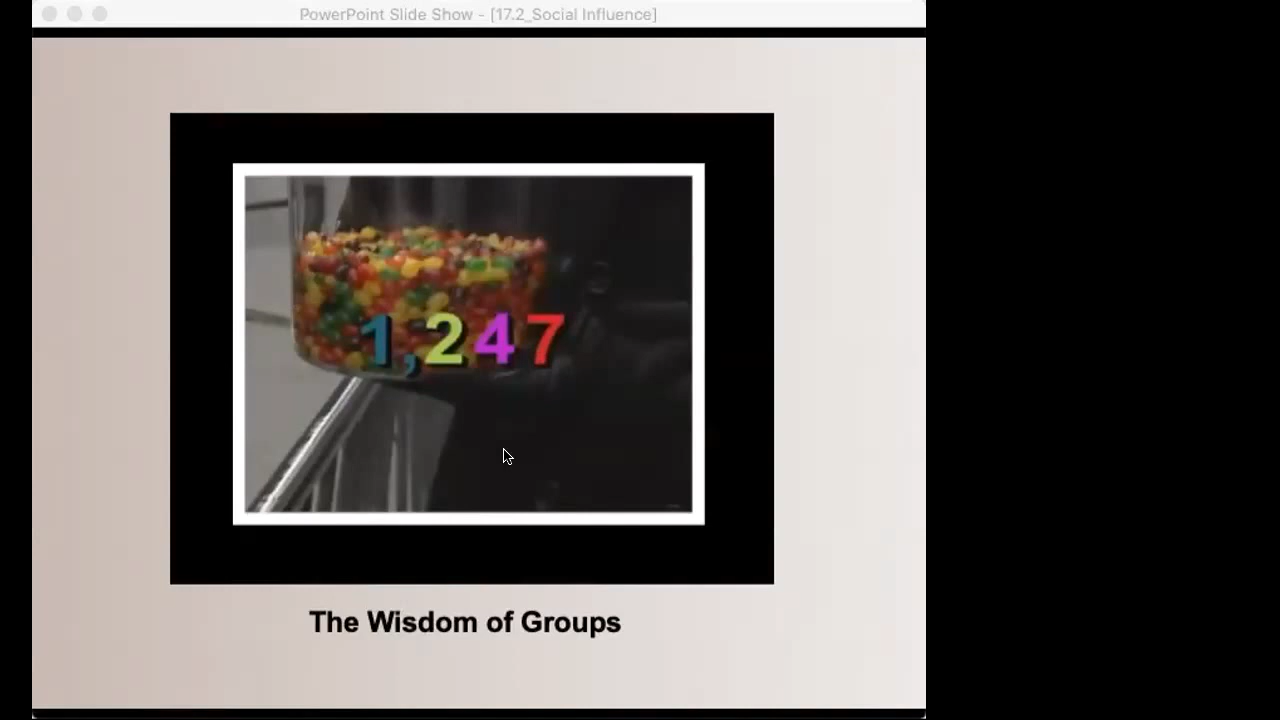 PowerPoint Slide Show - [17.2_Social Influence]
1,247
The Wisdom of Groups